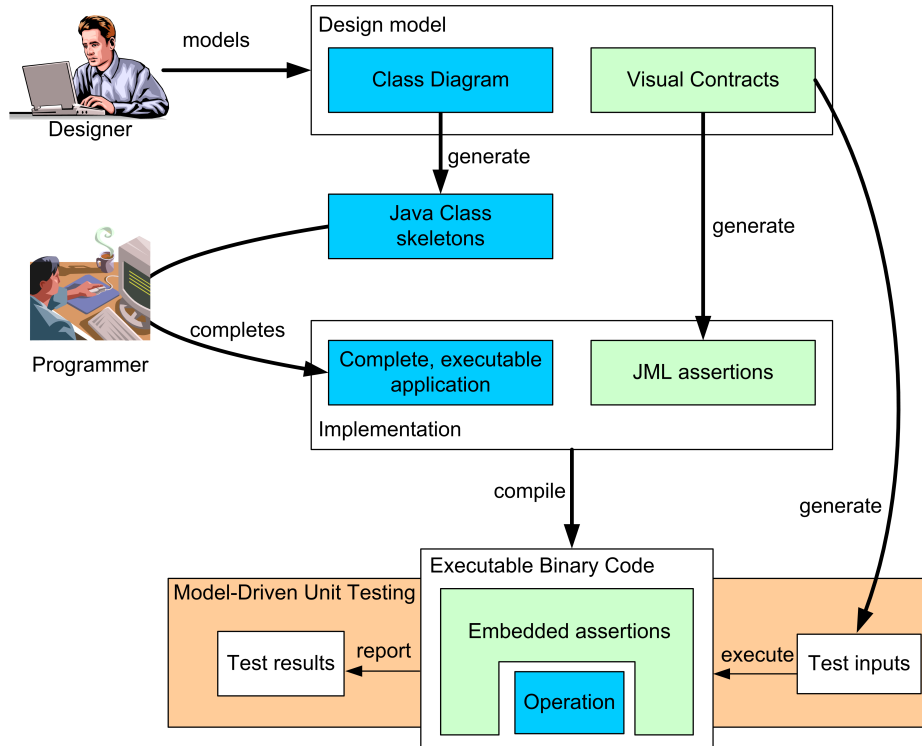 Design model
models
Class Diagram
Visual Contracts
Designer
generate
Java Class
skeletons
generate
Programmer
completes
Complete, executable
application
JML assertions
Implementation
compile
generate
Executable Binary Code
Model-Driven Unit Testing
Embedded assertions
Test results
report
execute
Test inputs
Operation